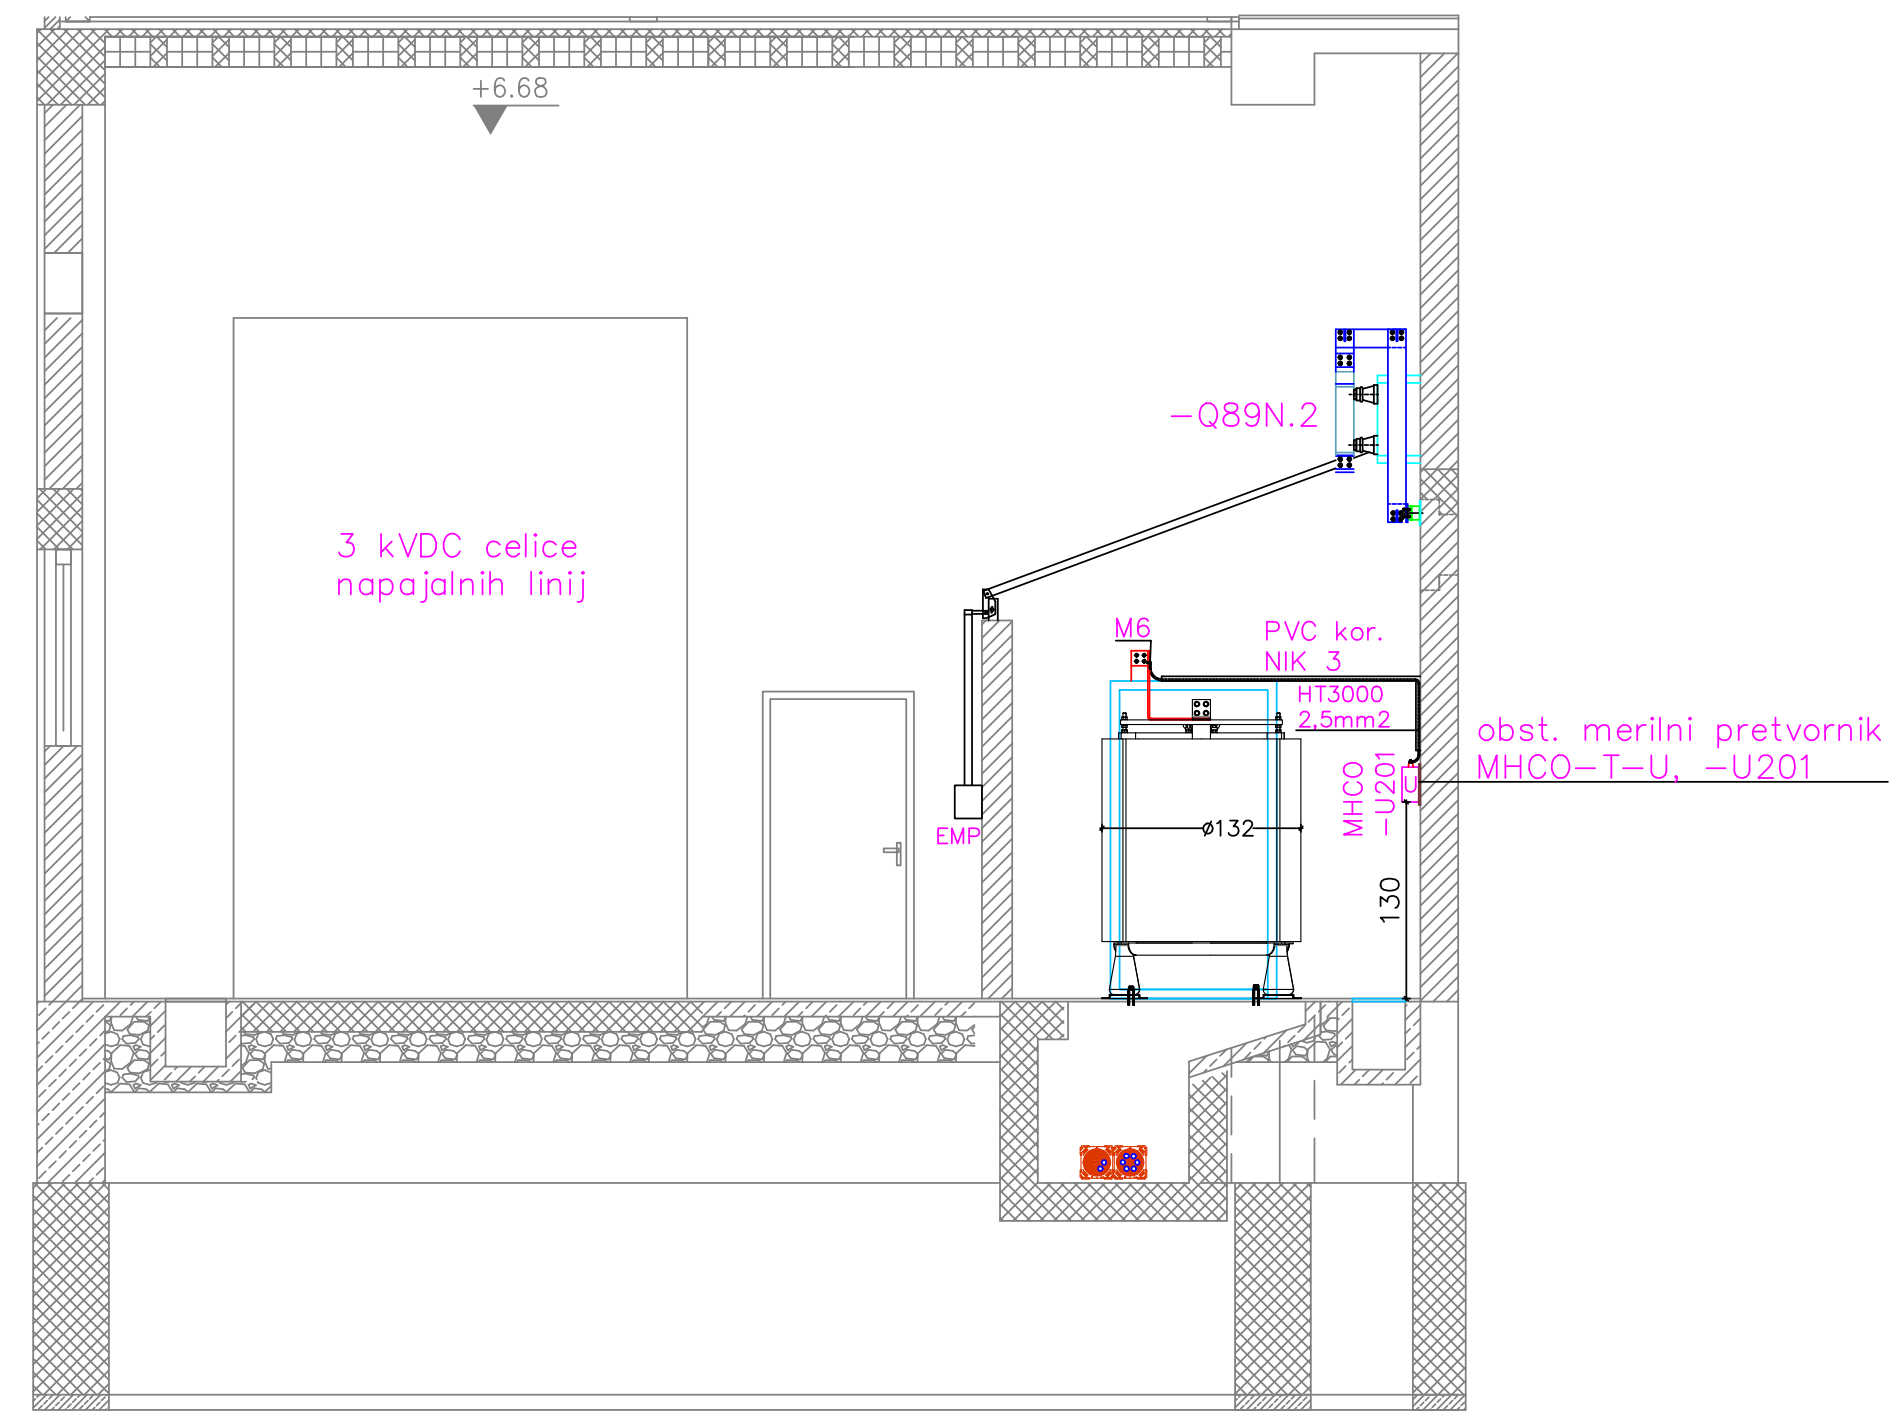 +6.68
-Q89N.2
3 kVDC celice
napajalnih linij
M6
PVC kor.
NIK 3
HT3000
2,5mm2
obst. merilni pretvornik
MHCO-T-U, -U201
MHCO
-U201
U
EMP
ø132
130